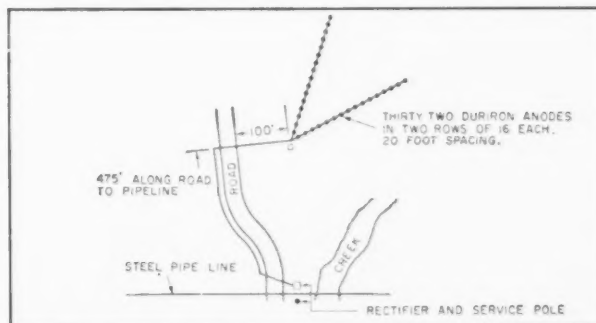 100'
THIRTY TWO DURIRON ANODES
IN TWO ROWS OF 16 EACH.
20 FOOT SPACING.
475' ALONG ROAD
TO PIPELINE
ROAD
CREEK
STEEL PIPE LINE
RECTIFIER AND SERVICE POLE